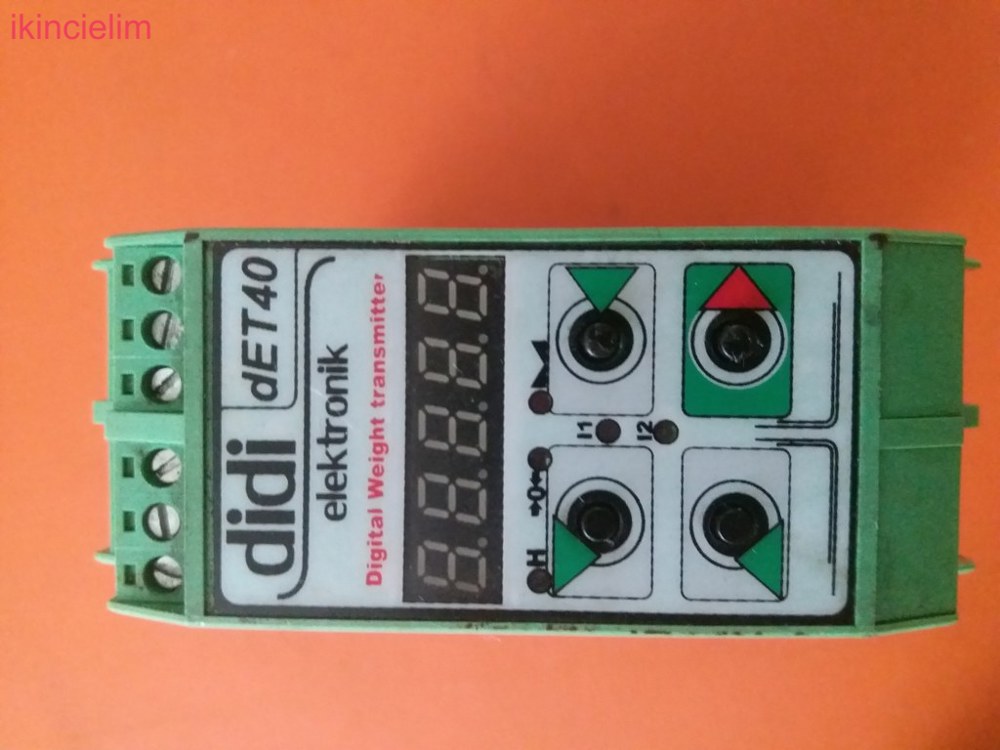 ikincielim
didi
dET40
elektronik
Digital Weight transmitter
H
→0←
I1
I2